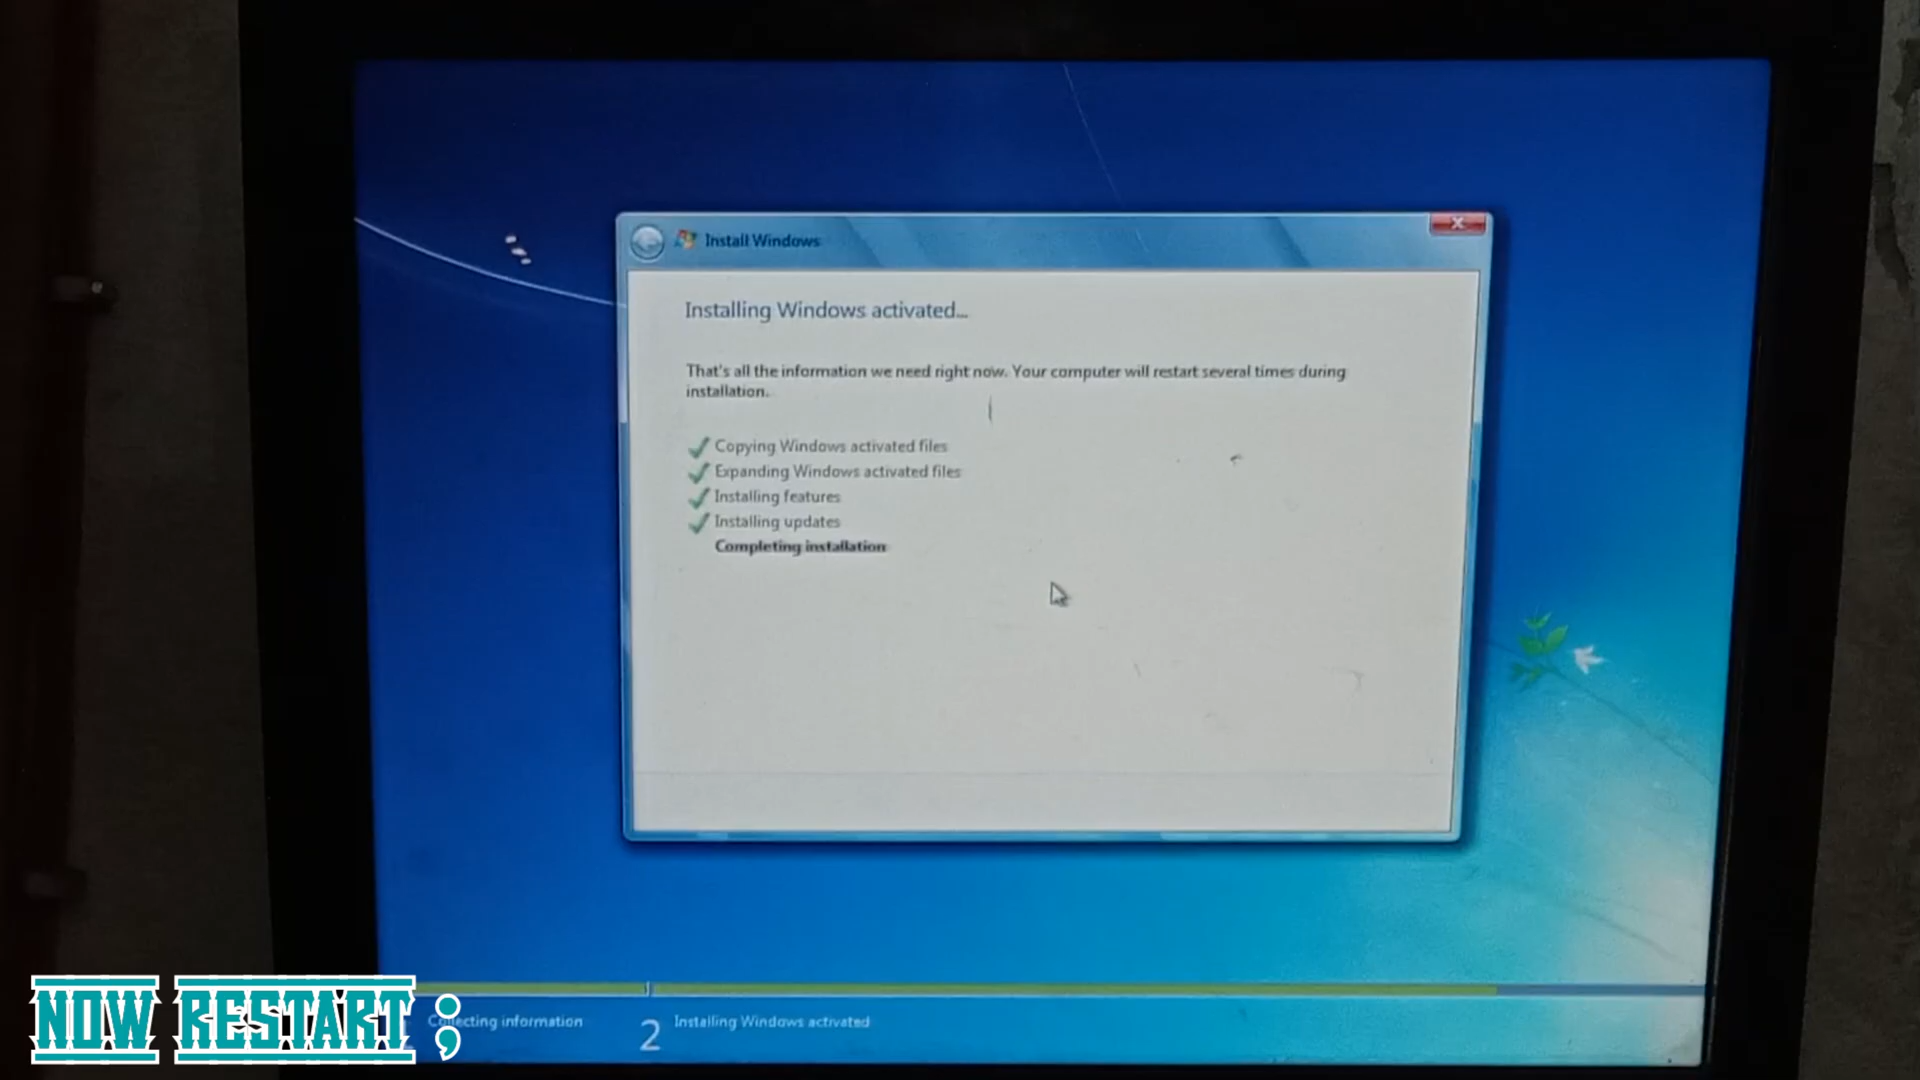 Install Windows
Installing Windows activated...
That's all the information we need right now. Your computer will restart several times during
installation.
Copying Windows activated files
Expanding Windows activated files
Installing features
Installing updates
Completing installation
NOW RESTART ;
Collecting information
2 Installing Windows activated